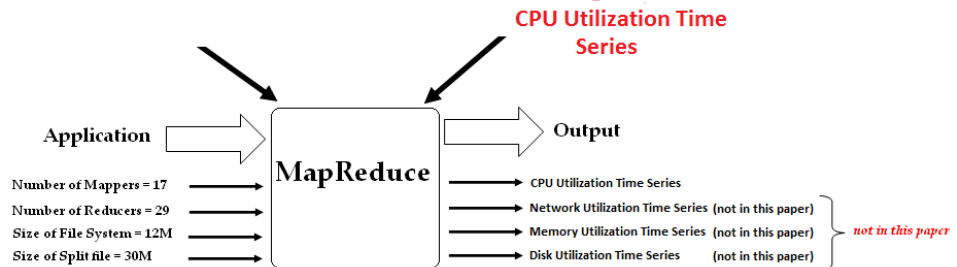 CPU Utilization Time
Series
Application
MapReduce
Output
Number of Mappers = 17
Number of Reducers = 29
Size of File System = 12M
Size of Split file = 30M
CPU Utilization Time Series
Network Utilization Time Series (not in this paper)
Memory Utilization Time Series (not in this paper)
Disk Utilization Time Series (not in this paper)
not in this paper